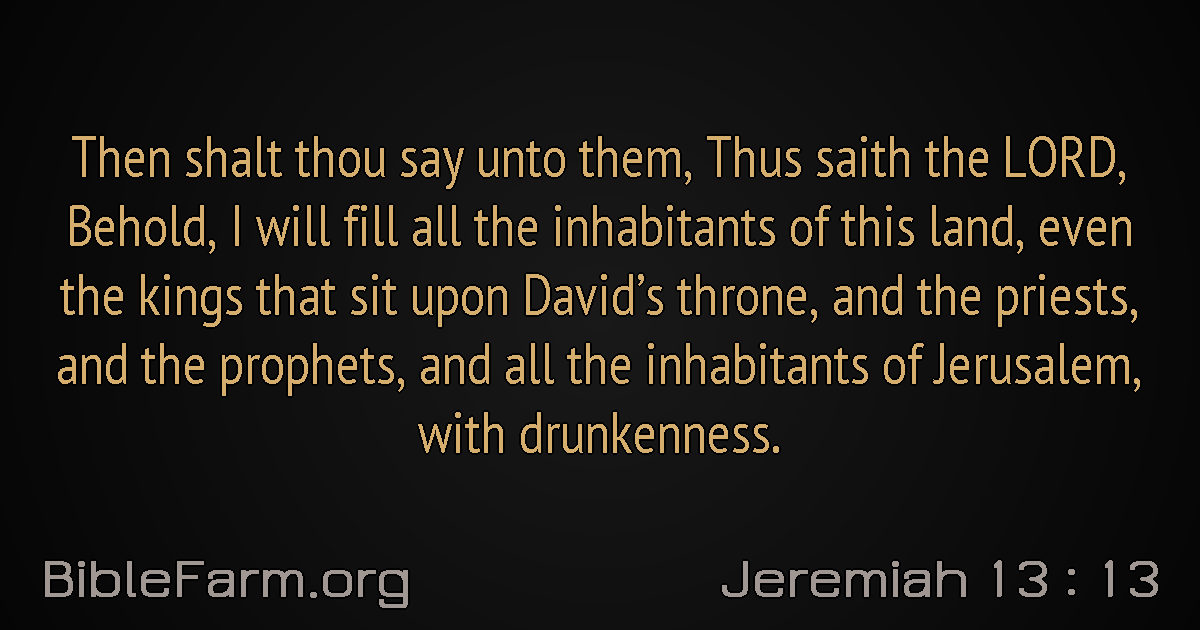 Then shalt thou say unto them, Thus saith the LORD,
Behold, I will fill all the inhabitants of this land, even
the kings that sit upon David’s throne, and the priests,
and the prophets, and all the inhabitants of Jerusalem,
with drunkenness.
BibleFarm.org
Jeremiah 13 : 13